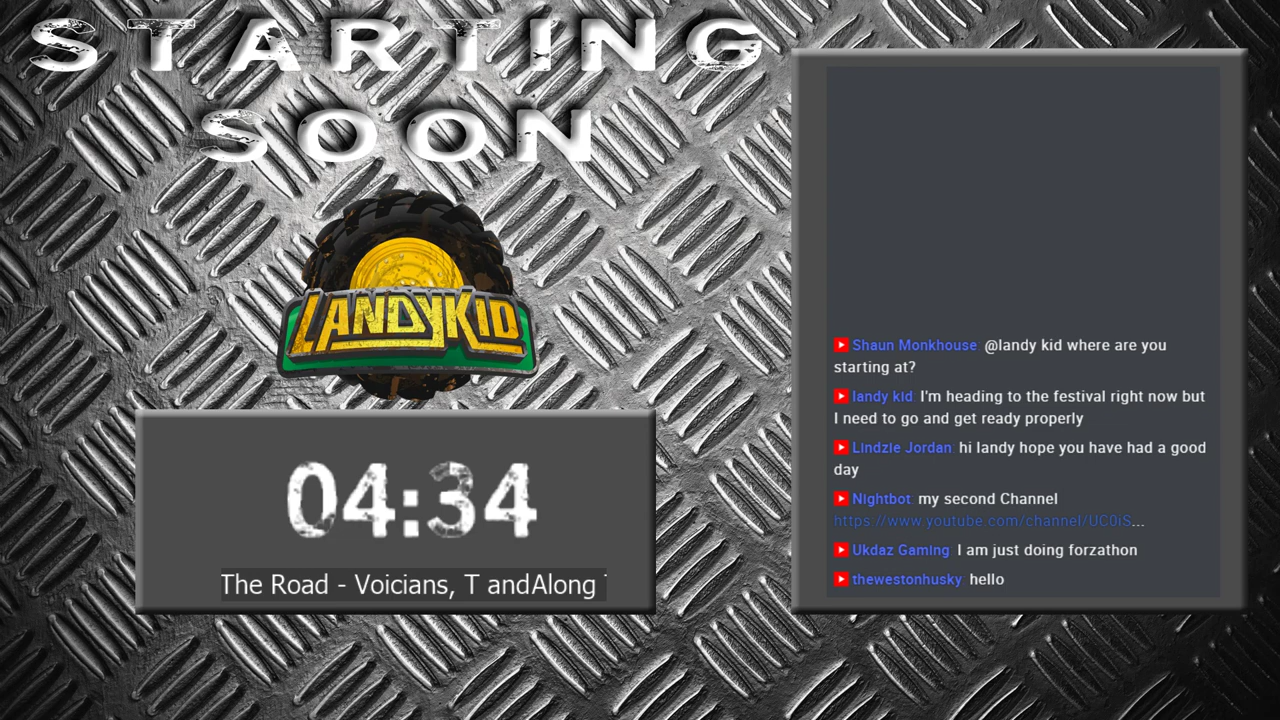 STARTING
SOON
LANDYKID
04:34
The Road - Voicians, T andAlong
Shaun Monkhouse @landy kid where are you
starting at?
landy kid I'm heading to the festival right now but
I need to go and get ready properly
Lindzie Jordan hi landy hope you have had a good
day
Nightbot my second Channel
https://www.youtube.com/channel/UC0iS...
Ukdaz Gaming I am just doing forzathon
thewestonhusky hello